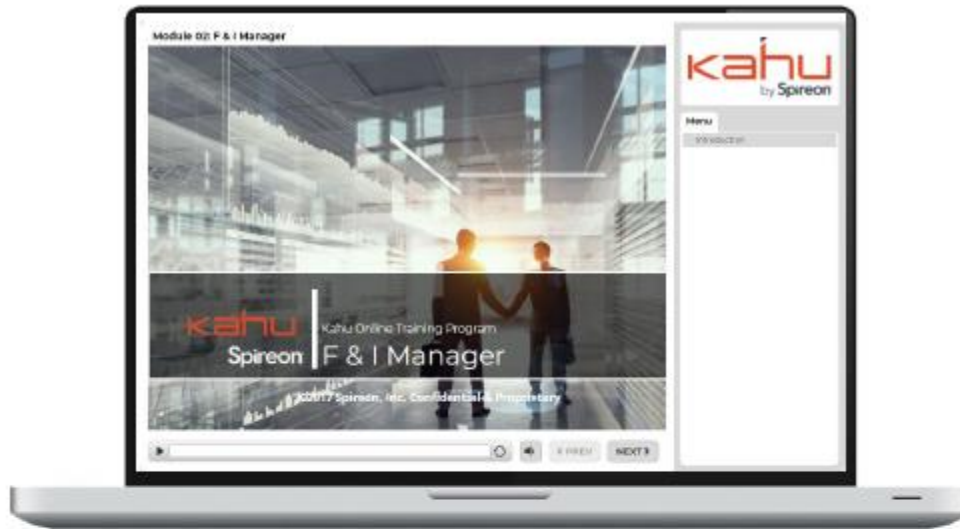 Module 02: F & I Manager
kahu
by Spireon
Menu
Introduction
kahu
Spireon
Kahu Online Training Program
F & I Manager
©2017 Spireon, Inc. Confidential & Proprietary
PREV
NEXT